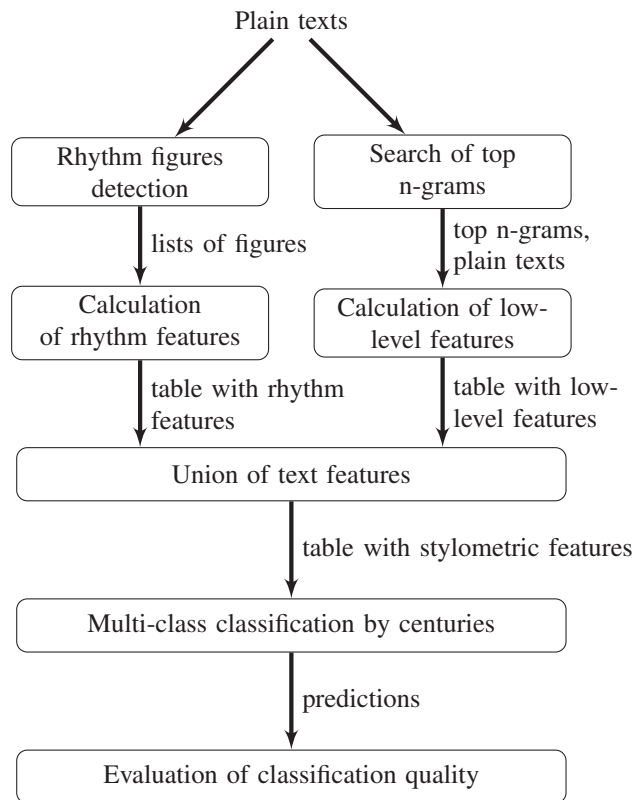 Plain texts
Rhythm figures
detection
Search of top
n-grams
lists of figures
top n-grams,
plain texts
Calculation
of rhythm features
Calculation of low-
level features
table with rhythm
features
table with low-
level features
Union of text features
table with stylometric features
Multi-class classification by centuries
predictions
Evaluation of classification quality